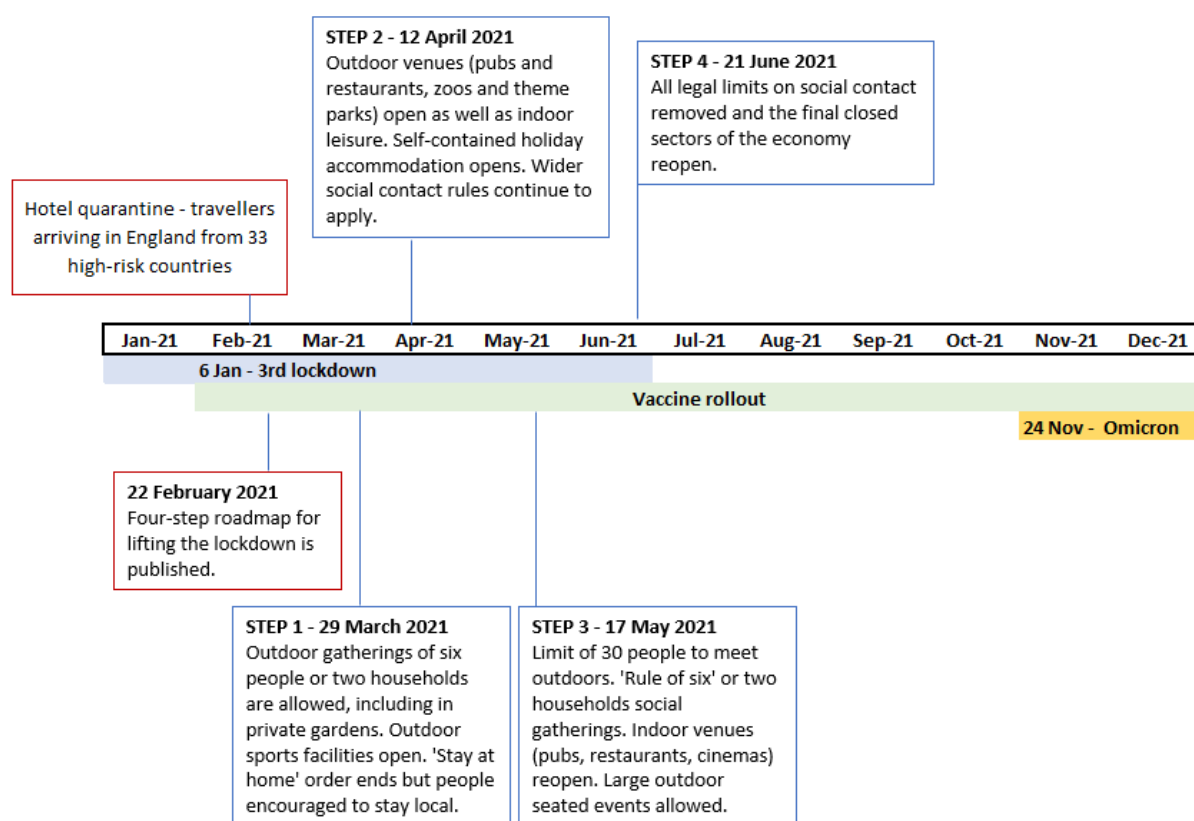 STEP 2 - 12 April 2021
Outdoor venues (pubs and
restaurants, zoos and theme
parks) open as well as indoor
leisure. Self-contained holiday
accommodation opens. Wider
social contact rules continue to
apply.
STEP 4 - 21 June 2021
All legal limits on social contact
removed and the final closed
sectors of the economy
reopen.
Hotel quarantine - travellers
arriving in England from 33
high-risk countries
Jan-21 Feb-21 Mar-21 Apr-21 May-21 Jun-21 Jul-21 Aug-21 Sep-21 Oct-21 Nov-21 Dec-21
6 Jan - 3rd lockdown
Vaccine rollout
24 Nov - Omicron
22 February 2021
Four-step roadmap for
lifting the lockdown is
published.
STEP 1 - 29 March 2021
Outdoor gatherings of six
people or two households
are allowed, including in
private gardens. Outdoor
sports facilities open. 'Stay at
home' order ends but people
encouraged to stay local.
STEP 3 - 17 May 2021
Limit of 30 people to meet
outdoors. 'Rule of six' or two
households social
gatherings. Indoor venues
(pubs, restaurants, cinemas)
reopen. Large outdoor
seated events allowed.